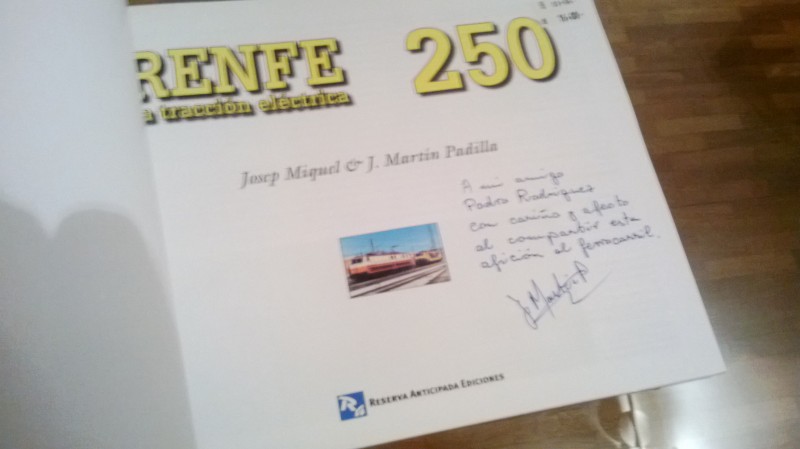 RENFE 250
a tracción eléctrica
Josep Miquel & J. Martin Padilla
A mi amigo
Pedro Rodríguez
con cariño y afecto
al compartir esta
afición al ferrocarril.
J. Martín P
RESERVA ANTICIPADA EDICIONES